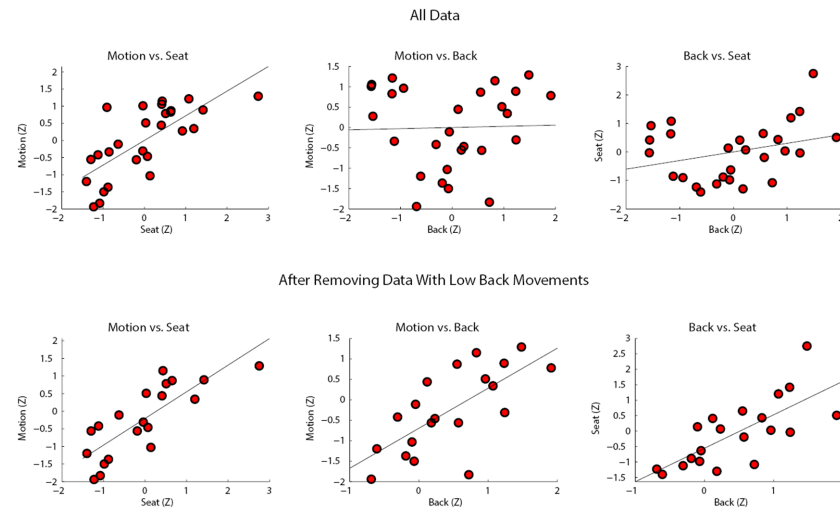 All Data
Motion vs. Seat
Motion (Z)
2
1.5
1
0.5
0
−0.5
−1
−1.5
−2
−2 −1 0 1 2 3
Seat (Z)
Motion vs. Back
Motion (Z)
1.5
1
0.5
0
−0.5
−1
−1.5
−2
−2 −1 0 1 2
Back (Z)
Back vs. Seat
Seat (Z)
3
2
1
0
−1
−2
−2 −1 0 1 2
Back (Z)
After Removing Data With Low Back Movements
Motion vs. Seat
Motion (Z)
2
1.5
1
0.5
0
−0.5
−1
−1.5
−2
−2 −1 0 1 2 3
Seat (Z)
Motion vs. Back
Motion (Z)
1.5
1
0.5
0
−0.5
−1
−1.5
−2
−1 0 1 2
Back (Z)
Back vs. Seat
Seat (Z)
3
2.5
2
1.5
1
0.5
0
−0.5
−1
−1.5
−1 0 1
Back (Z)